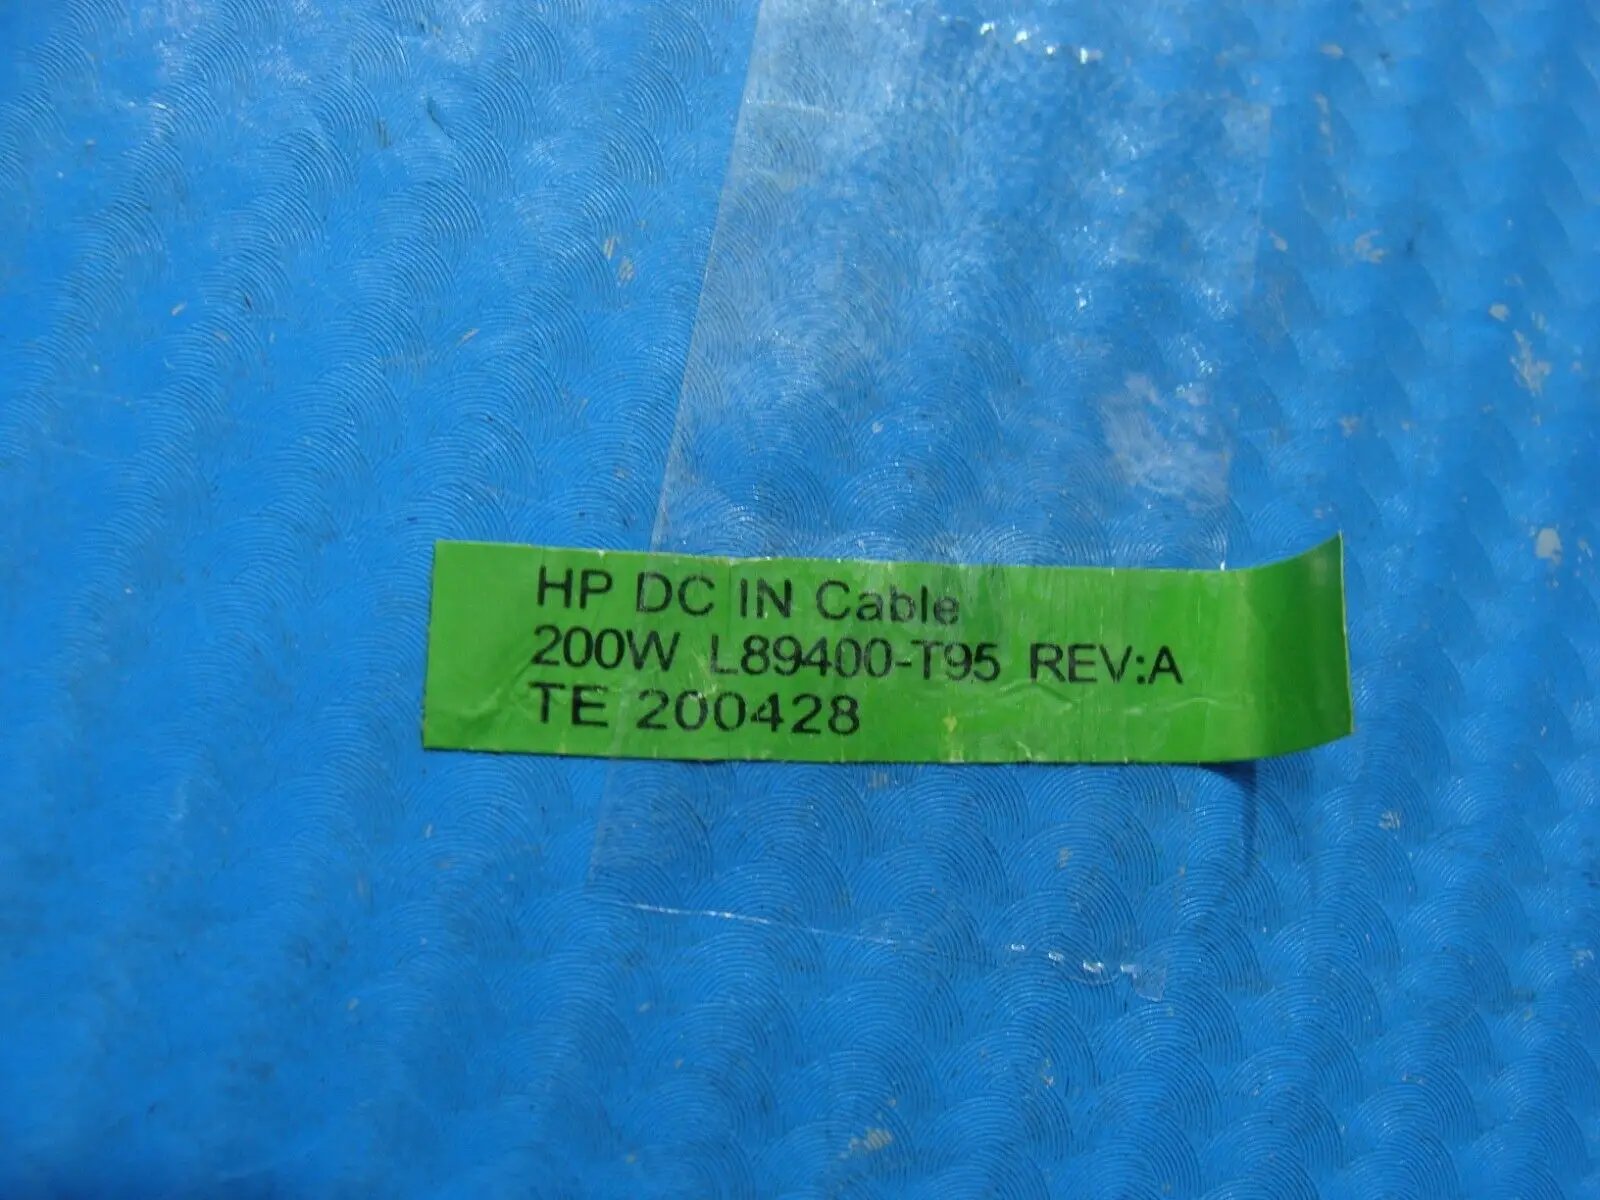 HP DC IN Cable
200W L89400-T95 REV:A
TE 200428